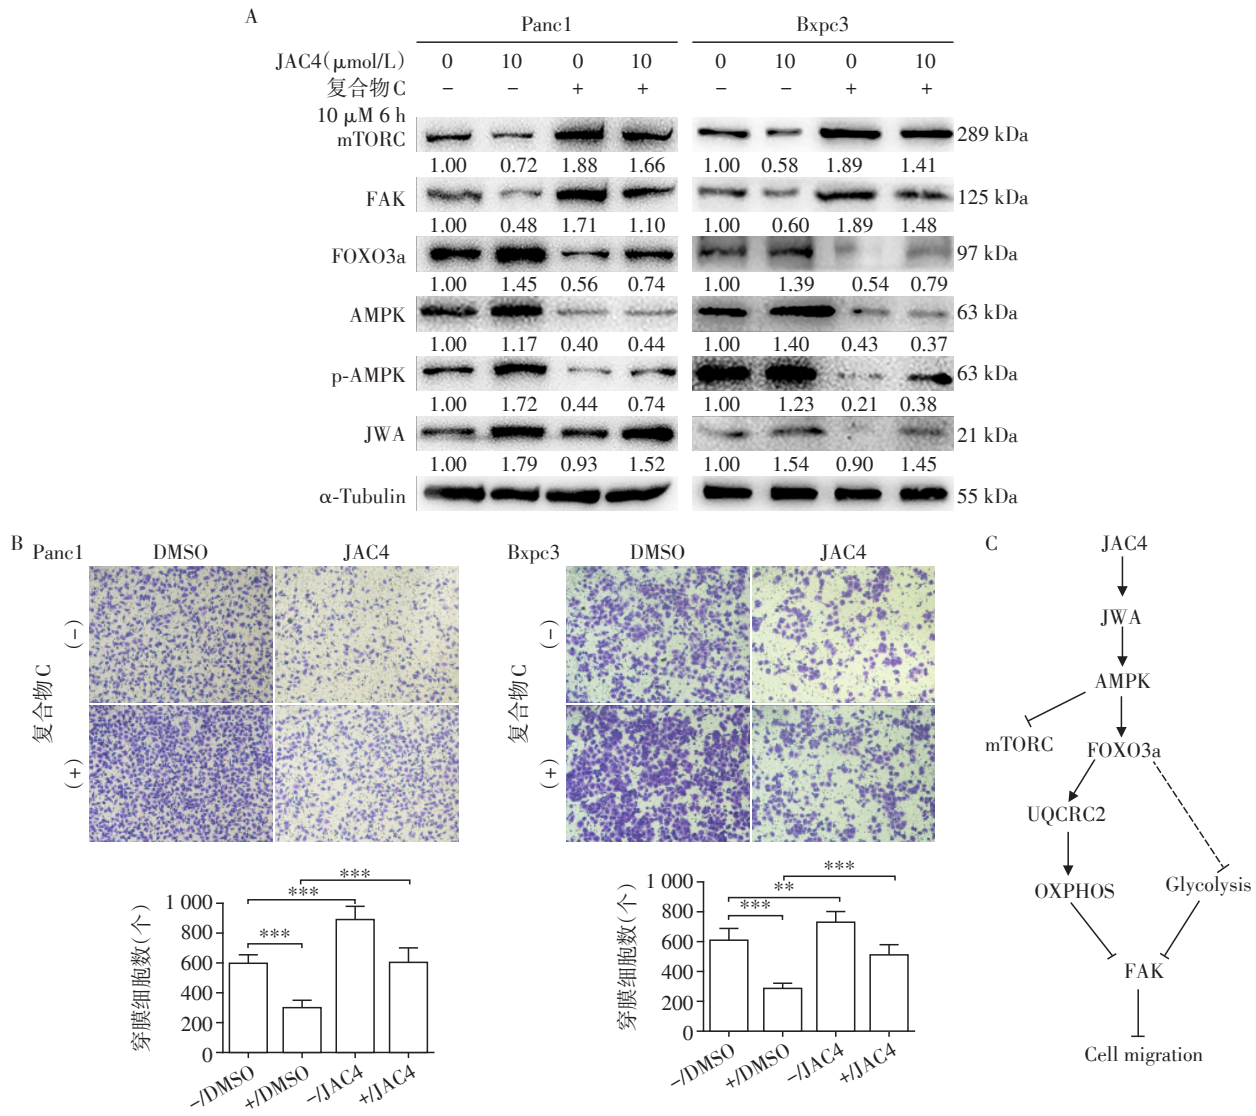 A
Panc1 Bxpc3
JAC4(μmol/L) 0 10 0 10 0 10 0 10
复合物C − − + + − − + +
10 μM 6 h
mTORC 289 kDa
1.00 0.72 1.88 1.66 1.00 0.58 1.89 1.41
FAK 125 kDa
1.00 0.48 1.71 1.10 1.00 0.60 1.89 1.48
FOXO3a 97 kDa
1.00 1.45 0.56 0.74 1.00 1.39 0.54 0.79
AMPK 63 kDa
1.00 1.17 0.40 0.44 1.00 1.40 0.43 0.37
p-AMPK 63 kDa
1.00 1.72 0.44 0.74 1.00 1.23 0.21 0.38
JWA 21 kDa
1.00 1.79 0.93 1.52 1.00 1.54 0.90 1.45
α-Tubulin 55 kDa
B
Panc1 DMSO JAC4
复合物C
(−)
(+)
穿膜细胞数(个)
1 000
800
600
400
200
0
***
***
***
−/DMSO +/DMSO −/JAC4 +/JAC4
Bxpc3 DMSO JAC4
复合物C
(−)
(+)
穿膜细胞数(个)
1 000
800
600
400
200
0
***
**
***
−/DMSO +/DMSO −/JAC4 +/JAC4
C
JAC4
JWA
AMPK
mTORC
FOXO3a
UQCRC2
OXPHOS
Glycolysis
FAK
Cell migration